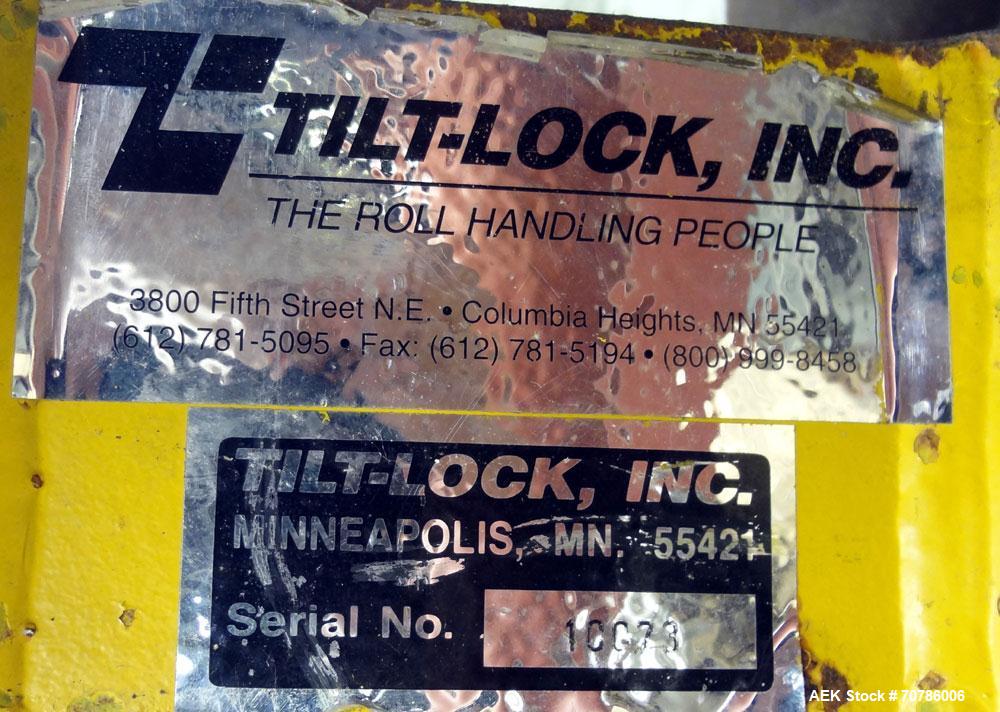 TILT-LOCK, INC.
THE ROLL HANDLING PEOPLE
3800 Fifth Street N.E. • Columbia Heights, MN 55421
(612) 781-5095 • Fax: (612) 781-5194 • (800) 999-8458
TILT-LOCK, INC.
MINNEAPOLIS, MN. 55421
Serial No.
AEK Stock # 70786006